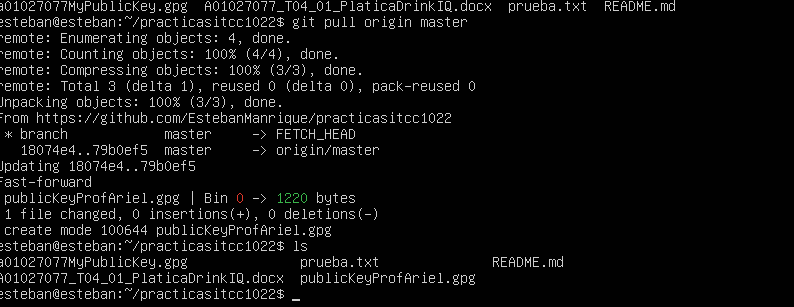 a01027077MyPublicKey.gpg  A01027077_T04_01_PlaticaDrinkIQ.docx  prueba.txt  README.md
esteban@esteban:~/practicasitcc1022$ git pull origin master
remote: Enumerating objects: 4, done.
remote: Counting objects: 100% (4/4), done.
remote: Compressing objects: 100% (3/3), done.
remote: Total 3 (delta 1), reused 0 (delta 0), pack-reused 0
Unpacking objects: 100% (3/3), done.
From https://github.com/EstebanManrique/practicasitcc1022
 * branch            master     -> FETCH_HEAD
   18074e4..79b0ef5  master     -> origin/master
Updating 18074e4..79b0ef5
Fast-forward
 publicKeyProfAriel.gpg | Bin 0 -> 1220 bytes
 1 file changed, 0 insertions(+), 0 deletions(-)
 create mode 100644 publicKeyProfAriel.gpg
esteban@esteban:~/practicasitcc1022$ ls
a01027077MyPublicKey.gpg              prueba.txt              README.md
A01027077_T04_01_PlaticaDrinkIQ.docx  publicKeyProfAriel.gpg
esteban@esteban:~/practicasitcc1022$ _